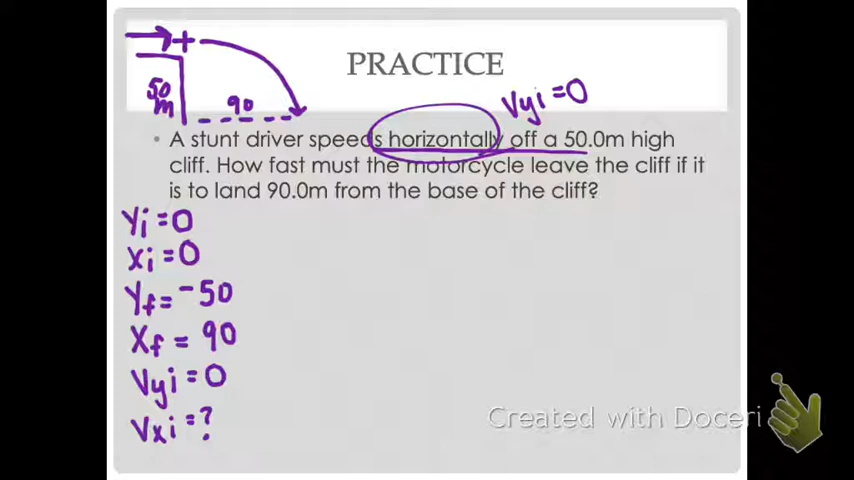 PRACTICE
50
m
90
Vyi=0
• A stunt driver speeds horizontally off a 50.0m high
cliff. How fast must the motorcycle leave the cliff if it
is to land 90.0m from the base of the cliff?
Yi=0
Xi=0
Yf=-50
Xf=90
Vyi=0
Vxi=?
Created with Doceri